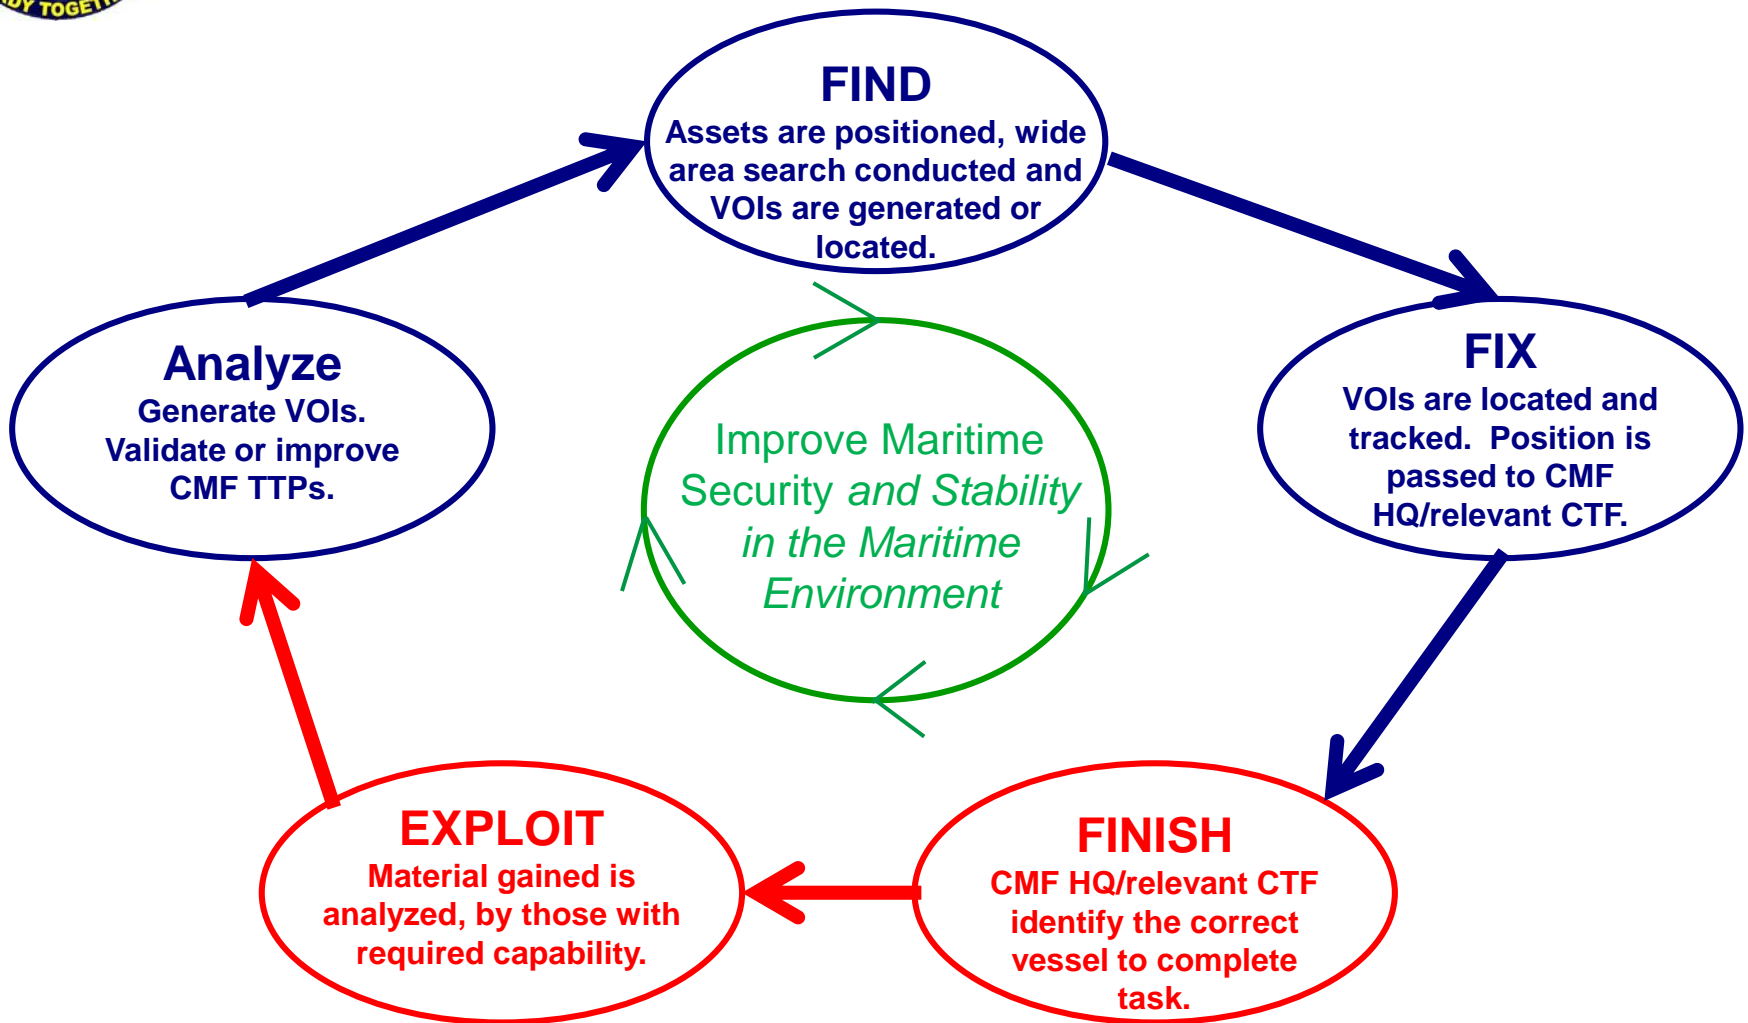 TOGETH
FIND
Assets are positioned, wide
area search conducted and
VOIs are generated or
located.
Analyze
Generate VOIs.
Validate or improve
CMF TTPs.
FIX
VOIs are located and
tracked.  Position is
passed to CMF
HQ/relevant CTF.
Improve Maritime
Security and Stability
in the Maritime
Environment
EXPLOIT
Material gained is
analyzed, by those with
required capability.
FINISH
CMF HQ/relevant CTF
identify the correct
vessel to complete
task.